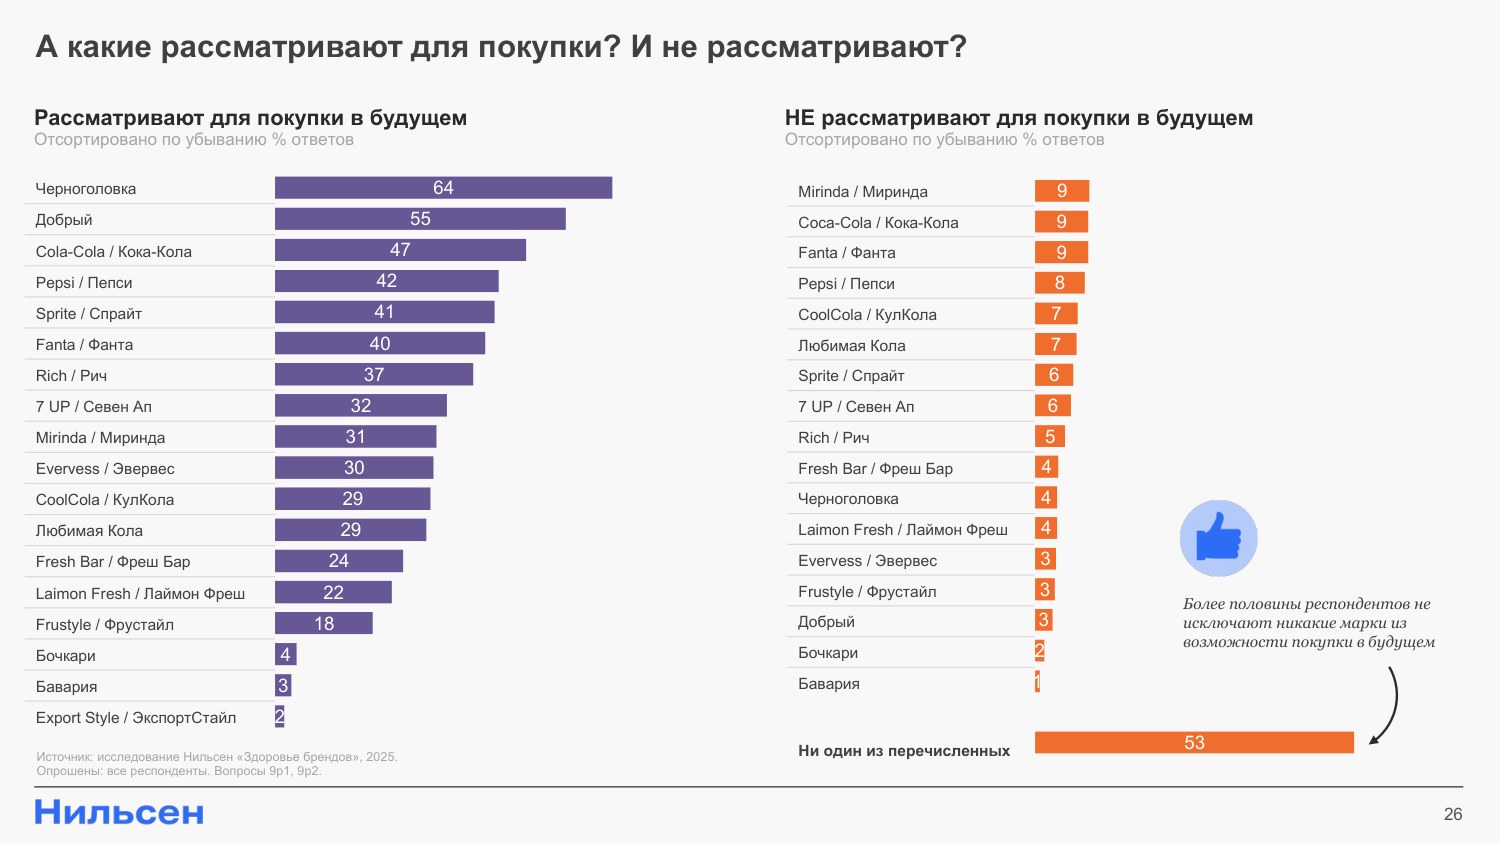 А какие рассматривают для покупки? И не рассматривают?
Рассматривают для покупки в будущем
Отсортировано по убыванию % ответов
Черноголовка 64
Добрый 55
Cola-Cola / Кока-Кола 47
Pepsi / Пепси 42
Sprite / Спрайт 41
Fanta / Фанта 40
Rich / Рич 37
7 UP / Севен Ап 32
Mirinda / Миринда 31
Evervess / Эвервес 30
CoolCola / КулКола 29
Любимая Кола 29
Fresh Bar / Фреш Бар 24
Laimon Fresh / Лаймон Фреш 22
Frustyle / Фрустайл 18
Бочкари 4
Бавария 3
Export Style / ЭкспортСтайл 2
НЕ рассматривают для покупки в будущем
Отсортировано по убыванию % ответов
Mirinda / Миринда 9
Coca-Cola / Кока-Кола 9
Fanta / Фанта 9
Pepsi / Пепси 8
CoolCola / КулКола 7
Любимая Кола 7
Sprite / Спрайт 6
7 UP / Севен Ап 6
Rich / Рич 5
Fresh Bar / Фреш Бар 4
Черноголовка 4
Laimon Fresh / Лаймон Фреш 4
Evervess / Эвервес 3
Frustyle / Фрустайл 3
Добрый 3
Бочкари 2
Бавария 1
Ни один из перечисленных 53
Более половины респондентов не
исключают никакие марки из
возможности покупки в будущем
Источник: исследование Нильсен «Здоровье брендов», 2025.
Опрошены: все респонденты. Вопросы 9p1, 9p2.
Нильсен
26